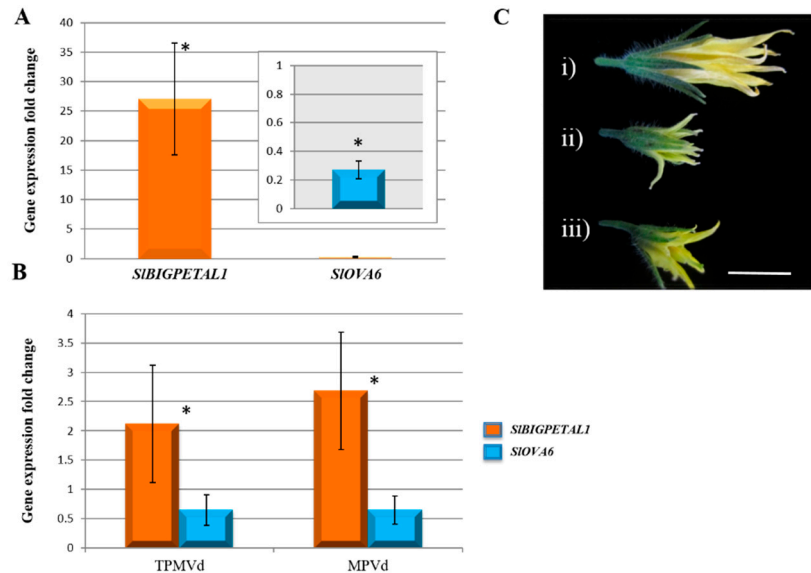 A
Gene expression fold change
40
35
30
25
20
15
10
5
0
*
1
0.8
0.6
0.4
0.2
0
*
SlBIGPETAL1
SlOVA6
B
Gene expression fold change
4
3.5
3
2.5
2
1.5
1
0.5
0
*
*
TPMVd
MPVd
SlBIGPETAL1
SlOVA6
C
i)
ii)
iii)